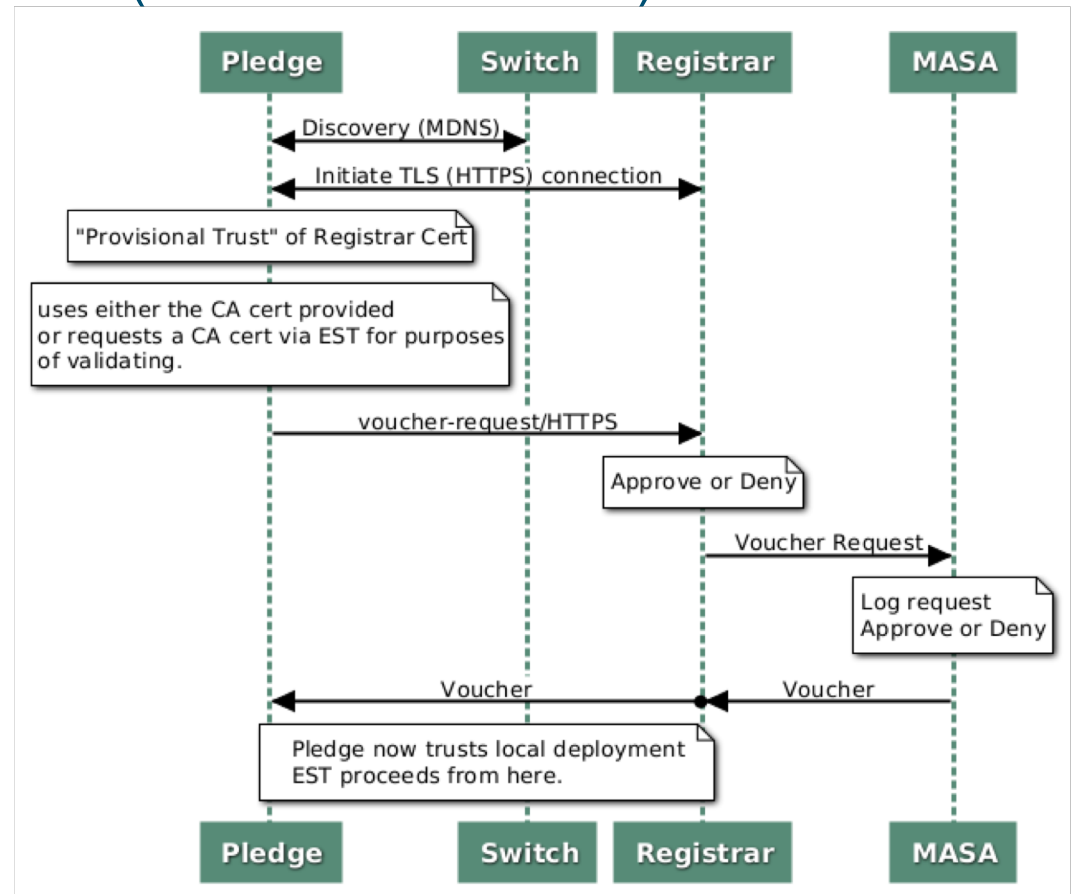 Pledge Switch Registrar MASA
Discovery (MDNS)
Initiate TLS (HTTPS) connection
"Provisional Trust" of Registrar Cert
uses either the CA cert provided
or requests a CA cert via EST for purposes
of validating.
voucher-request/HTTPS
Approve or Deny
Voucher Request
Log request
Approve or Deny
Voucher Voucher
Pledge now trusts local deployment
EST proceeds from here.
Pledge Switch Registrar MASA